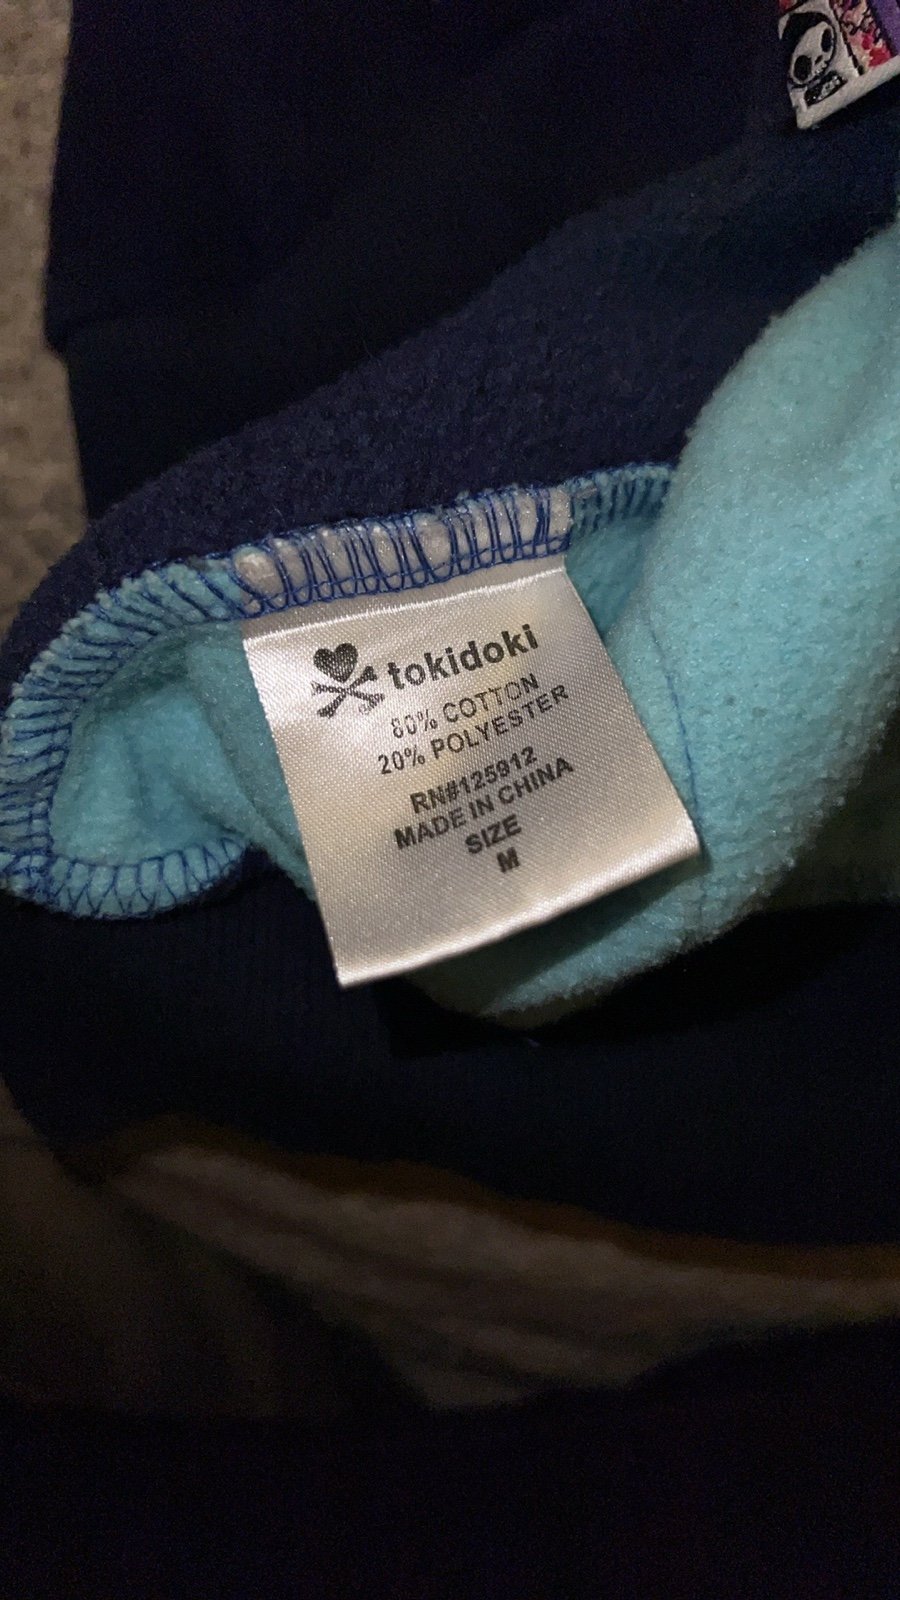 tokidoki
80% COTTON
20% POLYESTER
RN#125912
MADE IN CHINA
SIZE
M